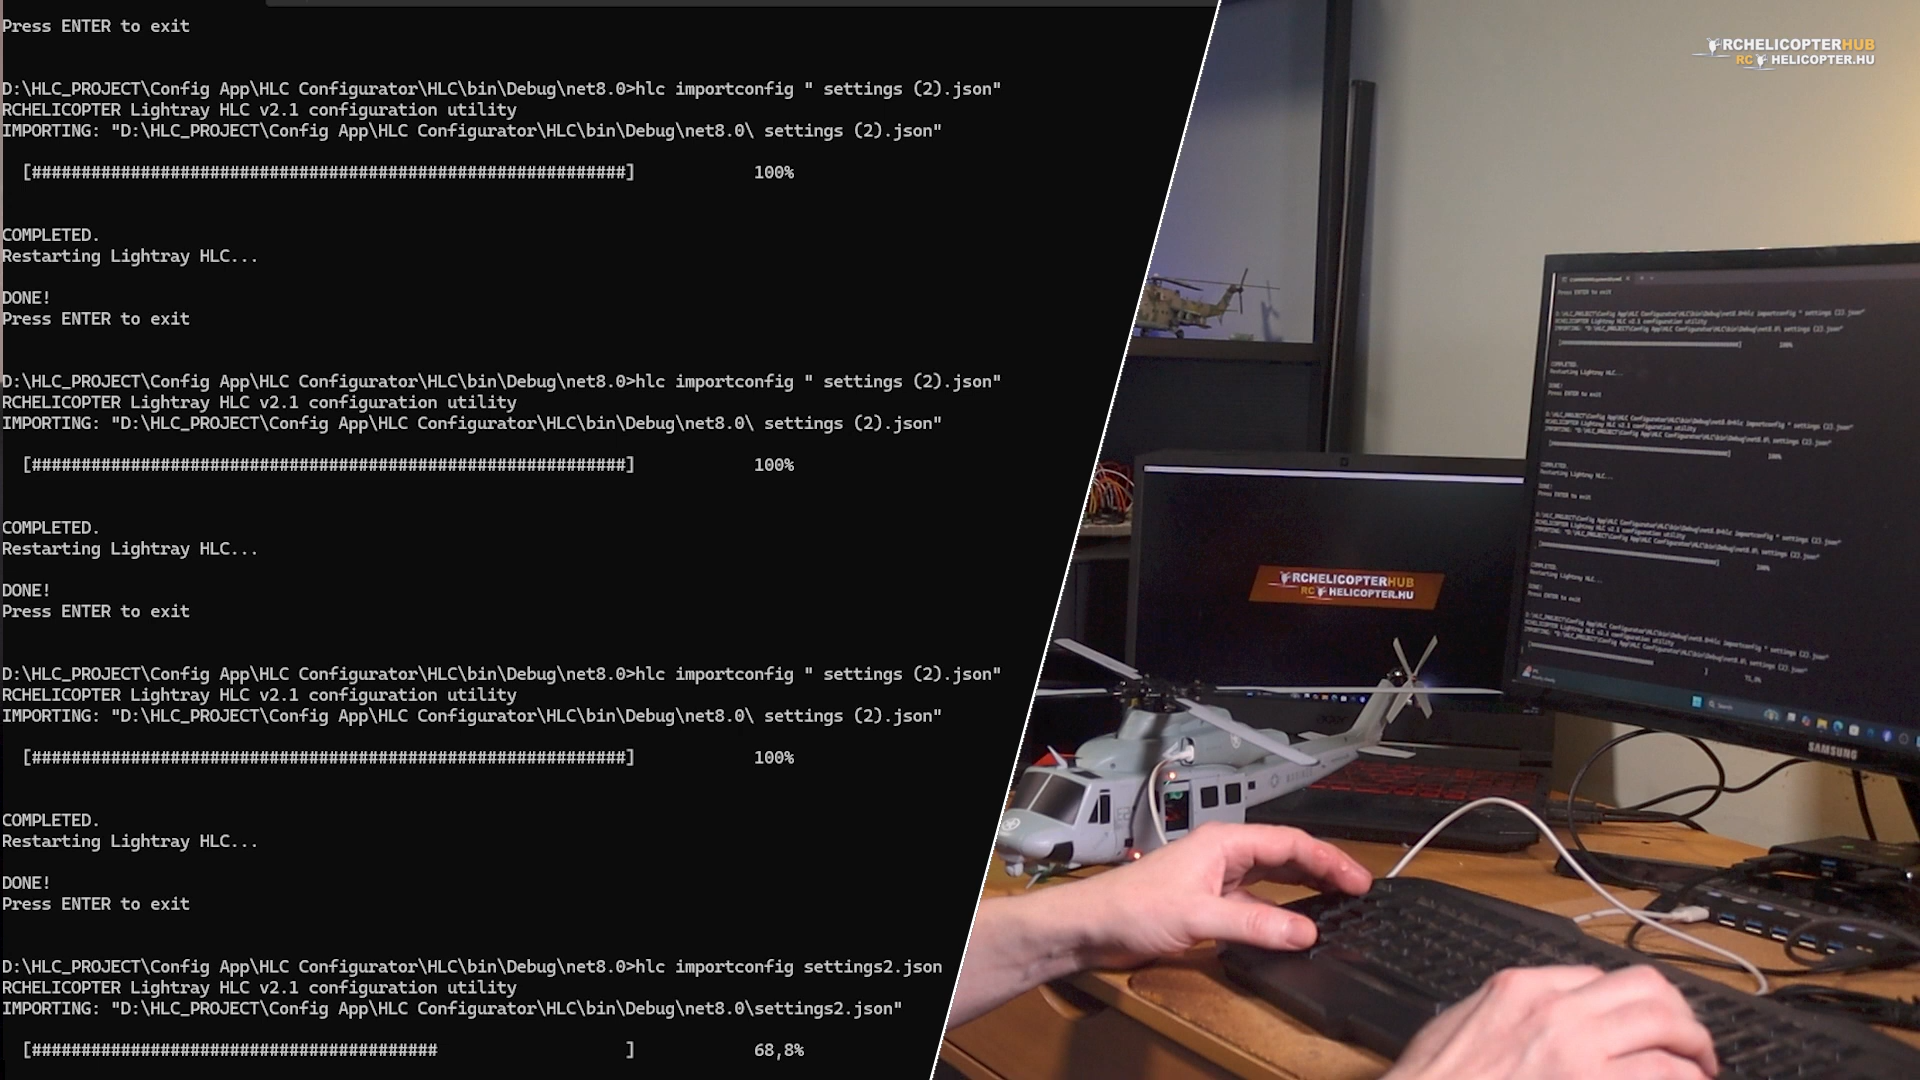 Press ENTER to exit
D:\HLC_PROJECT\Config App\HLC Configurator\HLC\bin\Debug\net8.0>hlc importconfig " settings (2).json"
RCHELICOPTER Lightray HLC v2.1 configuration utility
IMPORTING: "D:\HLC_PROJECT\Config App\HLC Configurator\HLC\bin\Debug\net8.0\ settings (2).json"
[############################################################] 100%
COMPLETED.
Restarting Lightray HLC...
DONE!
Press ENTER to exit
D:\HLC_PROJECT\Config App\HLC Configurator\HLC\bin\Debug\net8.0>hlc importconfig " settings (2).json"
RCHELICOPTER Lightray HLC v2.1 configuration utility
IMPORTING: "D:\HLC_PROJECT\Config App\HLC Configurator\HLC\bin\Debug\net8.0\ settings (2).json"
[############################################################] 100%
COMPLETED.
Restarting Lightray HLC...
DONE!
Press ENTER to exit
D:\HLC_PROJECT\Config App\HLC Configurator\HLC\bin\Debug\net8.0>hlc importconfig " settings (2).json"
RCHELICOPTER Lightray HLC v2.1 configuration utility
IMPORTING: "D:\HLC_PROJECT\Config App\HLC Configurator\HLC\bin\Debug\net8.0\ settings (2).json"
[############################################################] 100%
COMPLETED.
Restarting Lightray HLC...
DONE!
Press ENTER to exit
D:\HLC_PROJECT\Config App\HLC Configurator\HLC\bin\Debug\net8.0>hlc importconfig settings2.json
RCHELICOPTER Lightray HLC v2.1 configuration utility
IMPORTING: "D:\HLC_PROJECT\Config App\HLC Configurator\HLC\bin\Debug\net8.0\settings2.json"
[######################################### ] 68,8%
RCHELICOPTERHUB
RC HELICOPTER.HU
RCHELICOPTERHUB
RC HELICOPTER.HU
SAMSUNG